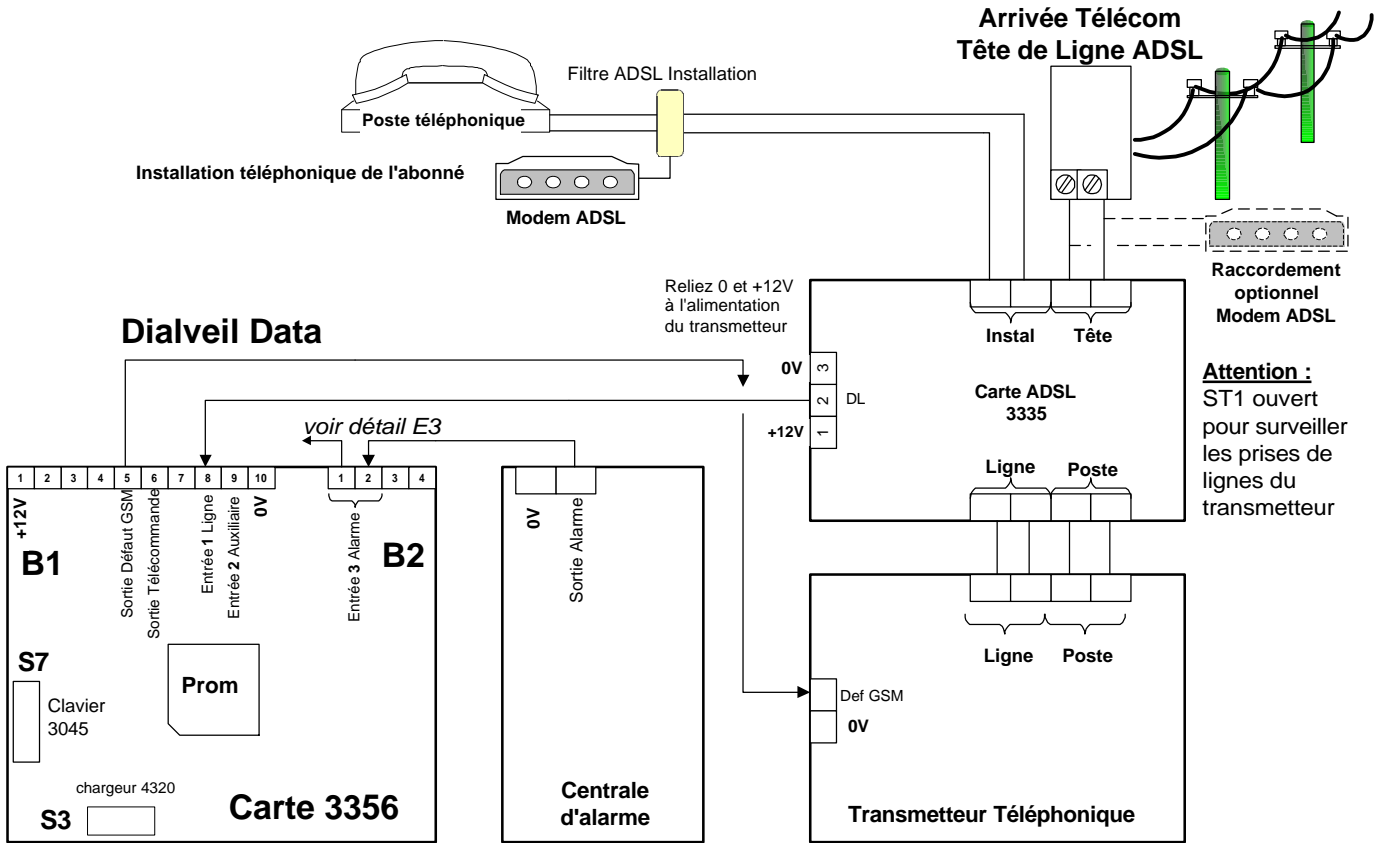 Arrivée Télécom
Tête de Ligne ADSL
Filtre ADSL Installation
Poste téléphonique
Installation téléphonique de l'abonné
Modem ADSL
Raccordement
optionnel
Modem ADSL
Reliez 0 et +12V
à l'alimentation
du transmetteur
Dialveil Data
Instal
Tête
0V
3
2
1
DL
+12V
Carte ADSL
3335
Attention :
ST1 ouvert
pour surveiller
les prises de
lignes du
transmetteur
voir détail E3
Ligne
Poste
1 2 3 4 5 6 7 8 9 10
1 2 3 4
+12V
Sortie Défaut GSM
Sortie Télécommande
Entrée 1 Ligne
Entrée 2 Auxiliaire
0V
Entrée 3 Alarme
B1
B2
0V
Sortie Alarme
Ligne
Poste
S7
Clavier
3045
Prom
Def GSM
0V
chargeur 4320
S3
Carte 3356
Centrale
d'alarme
Transmetteur Téléphonique